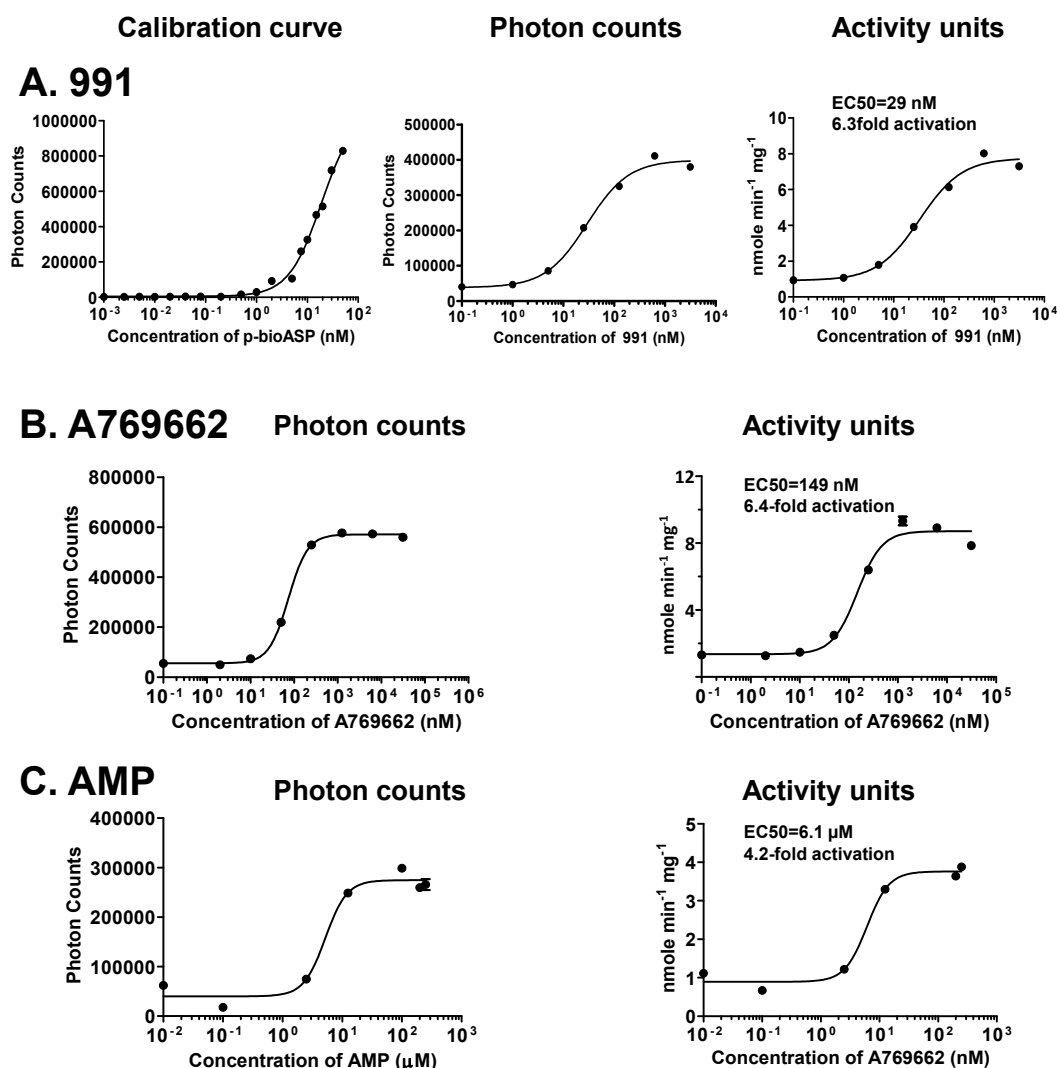 Calibration curve Photon counts Activity units
A. 991
1000000
800000
600000
400000
200000
0
10⁻³ 10⁻² 10⁻¹ 10⁰ 10¹ 10²
Photon Counts
Concentration of p-bioASP (nM)
500000
400000
300000
200000
100000
0
10⁻¹ 10⁰ 10¹ 10² 10³ 10⁴
Photon Counts
Concentration of 991 (nM)
EC50=29 nM
6.3fold activation
10
8
6
4
2
0
10⁻¹ 10⁰ 10¹ 10² 10³ 10⁴
nmole min⁻¹ mg⁻¹
Concentration of 991 (nM)
B. A769662 Photon counts Activity units
800000
600000
400000
200000
0
10⁻¹ 10⁰ 10¹ 10² 10³ 10⁴ 10⁵ 10⁶
Photon Counts
Concentration of A769662 (nM)
EC50=149 nM
6.4-fold activation
12
8
4
0⁻¹ 10⁰ 10¹ 10² 10³ 10⁴ 10⁵
nmole min⁻¹ mg⁻¹
Concentration of A769662 (nM)
C. AMP Photon counts Activity units
400000
300000
200000
100000
0
10⁻² 10⁻¹ 10⁰ 10¹ 10² 10³
Photon Counts
Concentration of AMP (μM)
EC50=6.1 μM
4.2-fold activation
5
4
3
2
1
0
10⁻² 10⁻¹ 10⁰ 10¹ 10² 10³
nmole min⁻¹ mg⁻¹
Concentration of A769662 (nM)